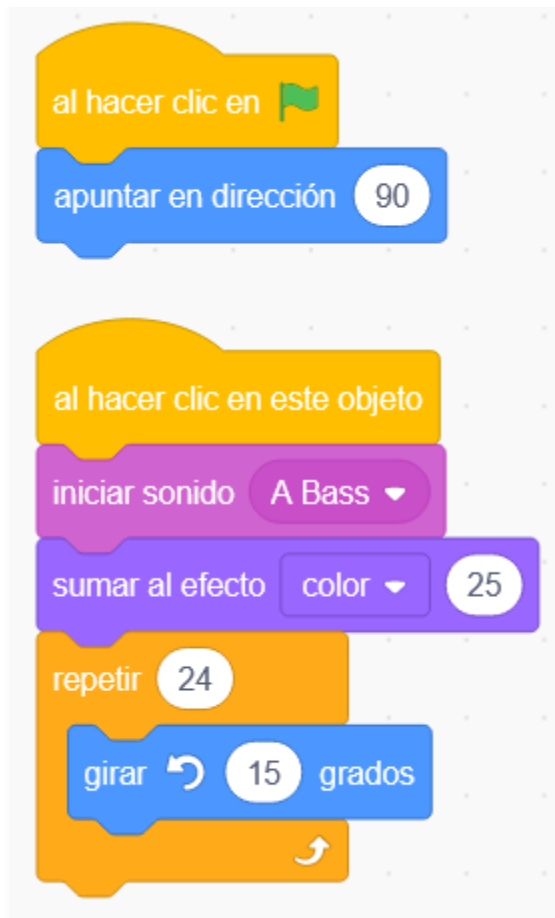 al hacer clic en
apuntar en dirección 90
al hacer clic en este objeto
iniciar sonido A Bass
sumar al efecto color 25
repetir 24
girar 15 grados